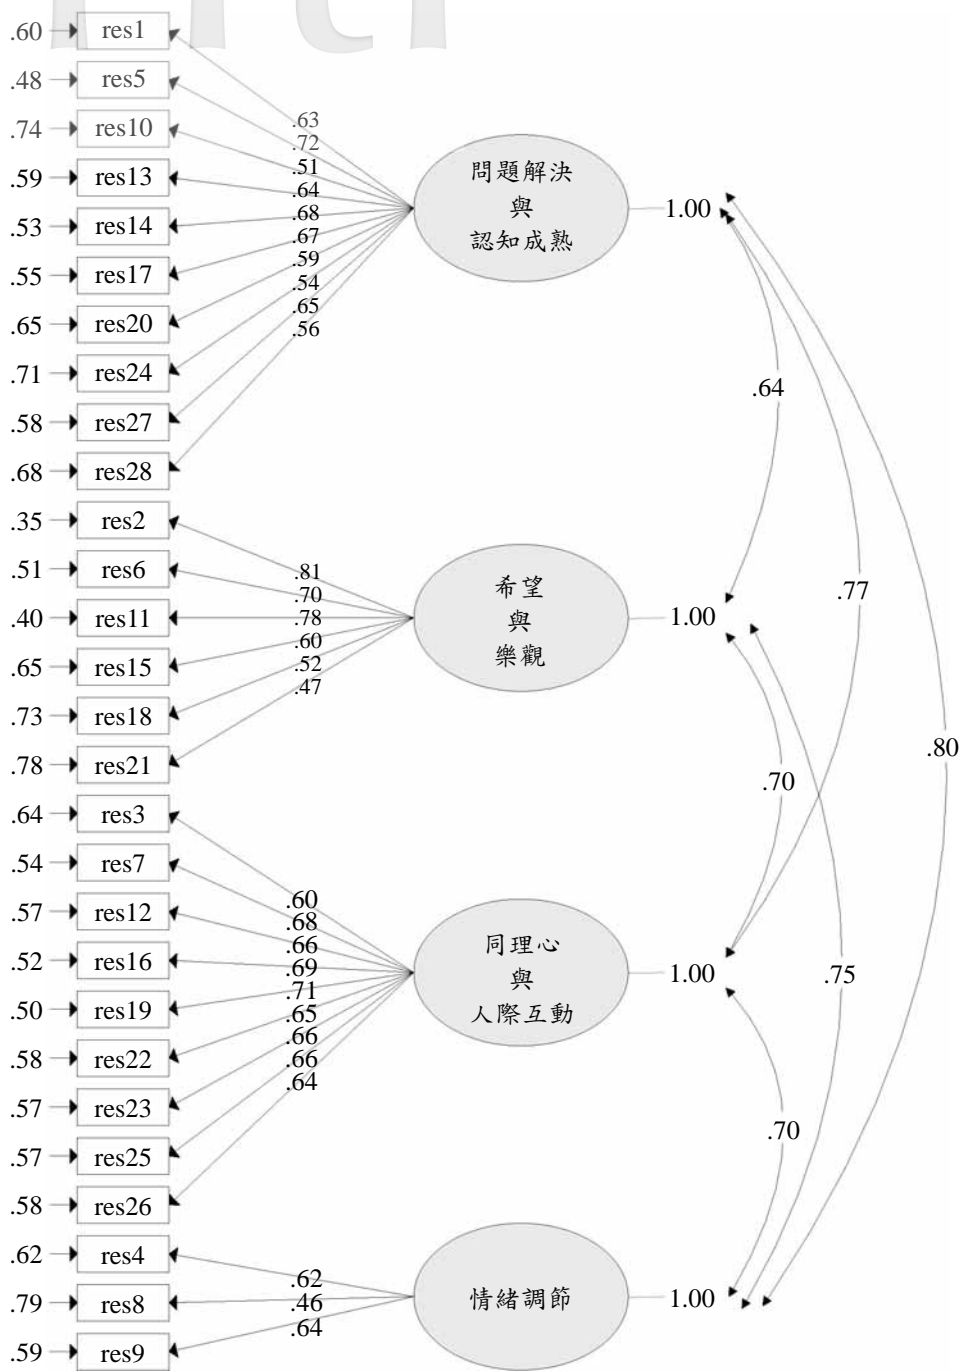 .60 res1
.48 res5
.74 res10
.59 res13
.53 res14
.55 res17
.65 res20
.71 res24
.58 res27
.68 res28
.63
.72
.51
.64
.68
.67
.59
.54
.65
.56
問題解決
與
認知成熟
1.00
.64
.35 res2
.51 res6
.40 res11
.65 res15
.73 res18
.78 res21
.81
.70
.78
.60
.52
.47
希望
與
樂觀
1.00
.77
.80
.70
.64 res3
.54 res7
.57 res12
.52 res16
.50 res19
.58 res22
.57 res23
.57 res25
.58 res26
.60
.68
.66
.69
.71
.65
.66
.66
.64
同理心
與
人際互動
1.00
.75
.70
.62 res4
.79 res8
.59 res9
.62
.46
.64
情緒調節
1.00